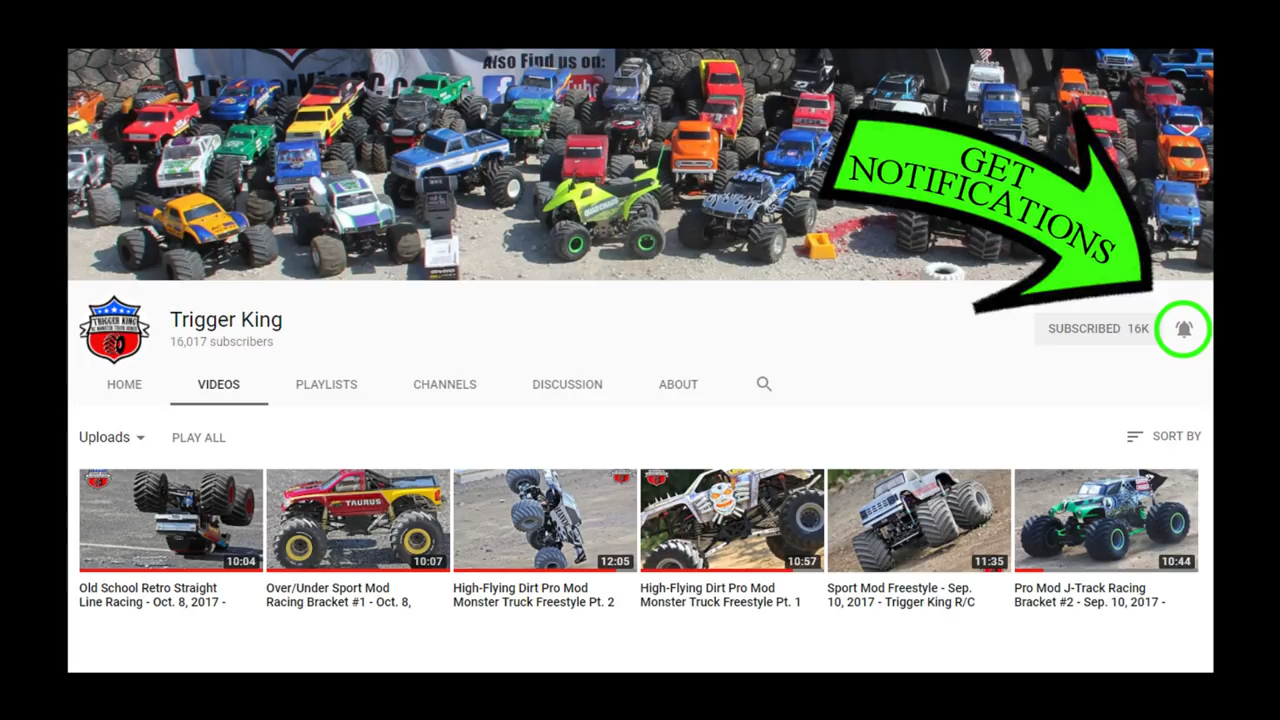 Also Find us on:
GET
NOTIFICATIONS
TRIGGER KING
Trigger King
16,017 subscribers
SUBSCRIBED 16K
HOME VIDEOS PLAYLISTS CHANNELS DISCUSSION ABOUT
Uploads PLAY ALL SORT BY
TAURUS
10:04 10:07 12:05 10:57 11:35 10:44
Old School Retro Straight
Line Racing - Oct. 8, 2017 -
Over/Under Sport Mod
Racing Bracket #1 - Oct. 8,
High-Flying Dirt Pro Mod
Monster Truck Freestyle Pt. 2
High-Flying Dirt Pro Mod
Monster Truck Freestyle Pt. 1
Sport Mod Freestyle - Sep.
10, 2017 - Trigger King R/C
Pro Mod J-Track Racing
Bracket #2 - Sep. 10, 2017 -